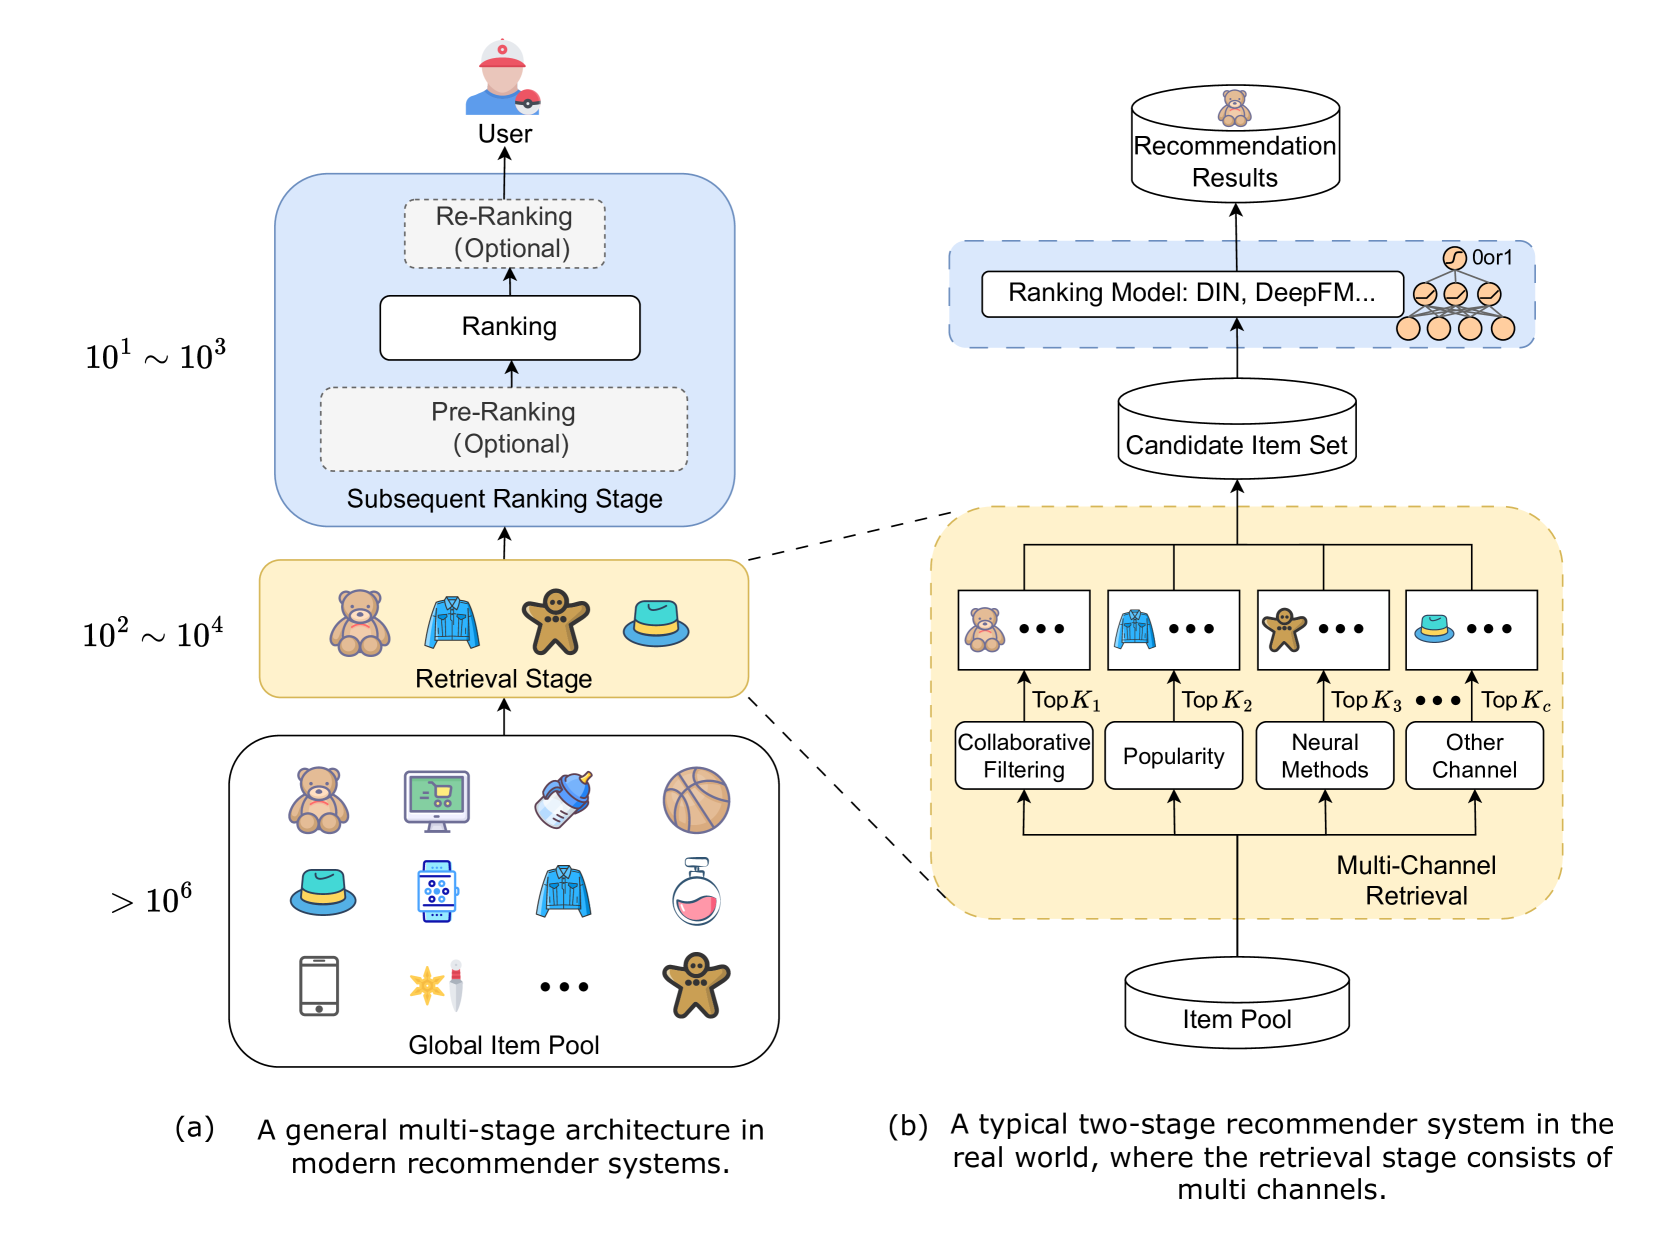 User
Re-Ranking
(Optional)
Ranking
Pre-Ranking
(Optional)
Subsequent Ranking Stage
10^1 ∼ 10^3
Retrieval Stage
10^2 ∼ 10^4
Global Item Pool
> 10^6
(a) A general multi-stage architecture in
modern recommender systems.
Recommendation
Results
Ranking Model: DIN, DeepFM...
0or1
Candidate Item Set
Top K_1
Top K_2
Top K_3
Top K_c
Collaborative
Filtering
Popularity
Neural
Methods
Other
Channel
Multi-Channel
Retrieval
Item Pool
(b) A typical two-stage recommender system in the
real world, where the retrieval stage consists of
multi channels.